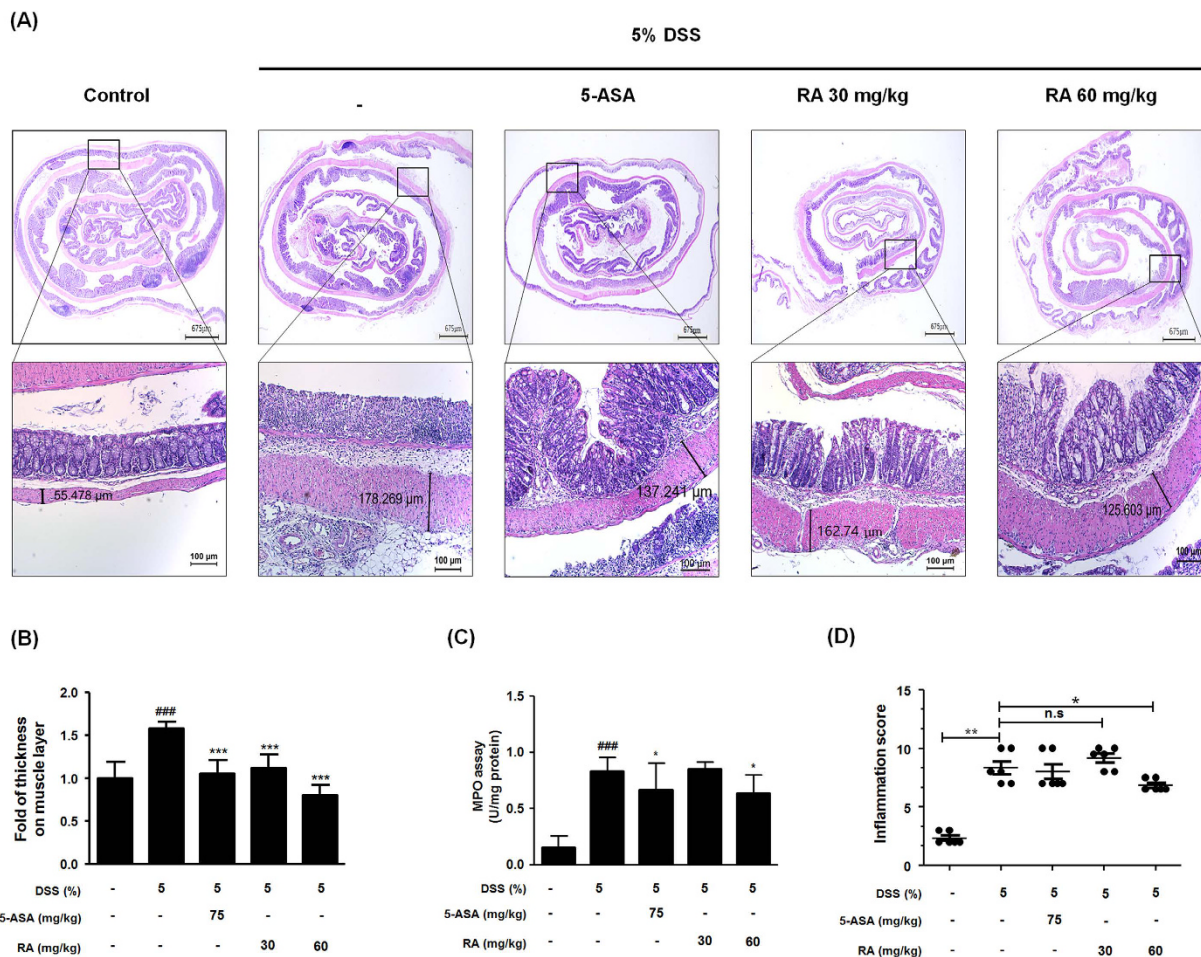 (A)
5% DSS
Control
-
5-ASA
RA 30 mg/kg
RA 60 mg/kg
675μm
675μm
675μm
675μm
675μm
55.478 μm
178.269 μm
137.241 μm
162.74 μm
125.603 μm
100 μm
100 μm
100 μm
100 μm
100 μm
(B)
Fold of thickness
on muscle layer
2.0
1.5
1.0
0.5
0.0
###
***
***
***
DSS (%) - 5 5 5 5
5-ASA (mg/kg) - - 75 - -
RA (mg/kg) - - - 30 60
(C)
MPO assay
(U/mg protein)
1.5
1.0
0.5
0.0
###
*
*
DSS (%) - 5 5 5 5
5-ASA (mg/kg) - - 75 - -
RA (mg/kg) - - - 30 60
(D)
Inflammation score
15
10
5
0
**
n.s
*
DSS (%) - 5 5 5 5
5-ASA (mg/kg) - - 75 - -
RA (mg/kg) - - - 30 60